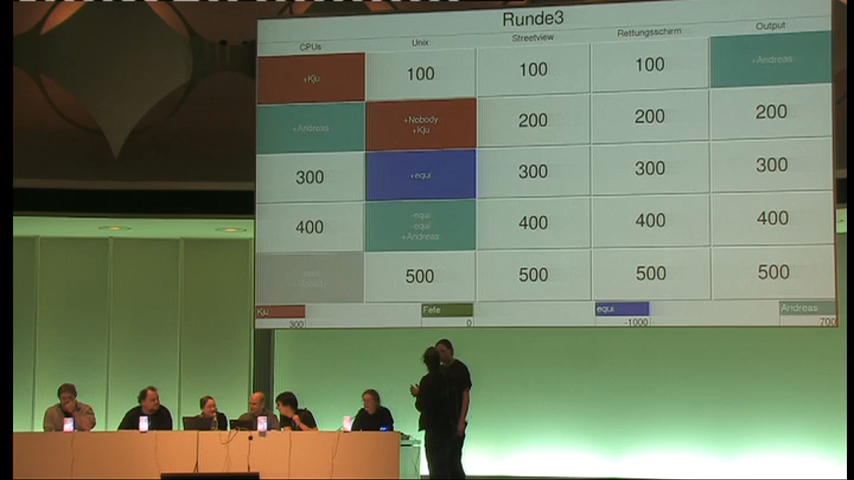 Runde3
CPUs Unix Streetview Rettungsschirm Output
+Kju 100 100 100 +Andreas
+Andreas +Nobody 200 200 200
+Kju
300 +equi 300 300 300
400 -equi 400 400 400
-equi
+Andreas
500 500 500 500
Kju Fefe equi Andreas
300 0 -1000 700